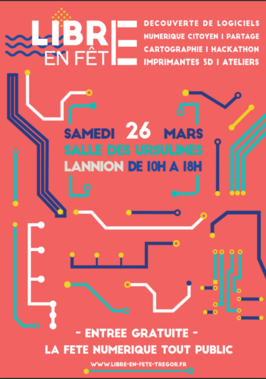 LIBRE
EN FÊTE
DECOUVERTE DE LOGICIELS
NUMERIQUE CITOYEN I PARTAGE
CARTOGRAPHIE I HACKATHON
IMPRIMANTES 3D I ATELIERS
SAMEDI 26 MARS
SALLE DES URSULINES
LANNION DE 10H A 18H
- ENTREE GRATUITE -
LA FETE NUMERIQUE TOUT PUBLIC
WWW.LIBRE-EN-FETE-TREGOR.FR